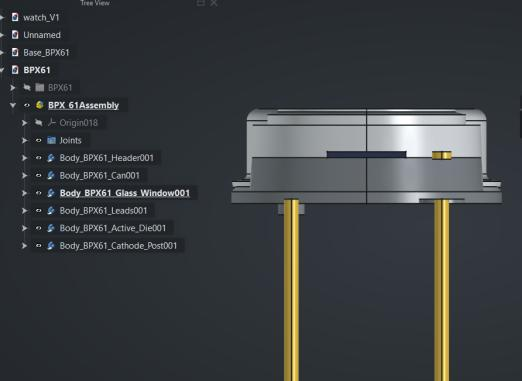 Tree View
watch_V1
Unnamed
Base_BPX61
BPX61
BPX61
BPX_61Assembly
Origin018
Joints
Body_BPX61_Header001
Body_BPX61_Can001
Body_BPX61_Glass_Window001
Body_BPX61_Leads001
Body_BPX61_Active_Die001
Body_BPX61_Cathode_Post001